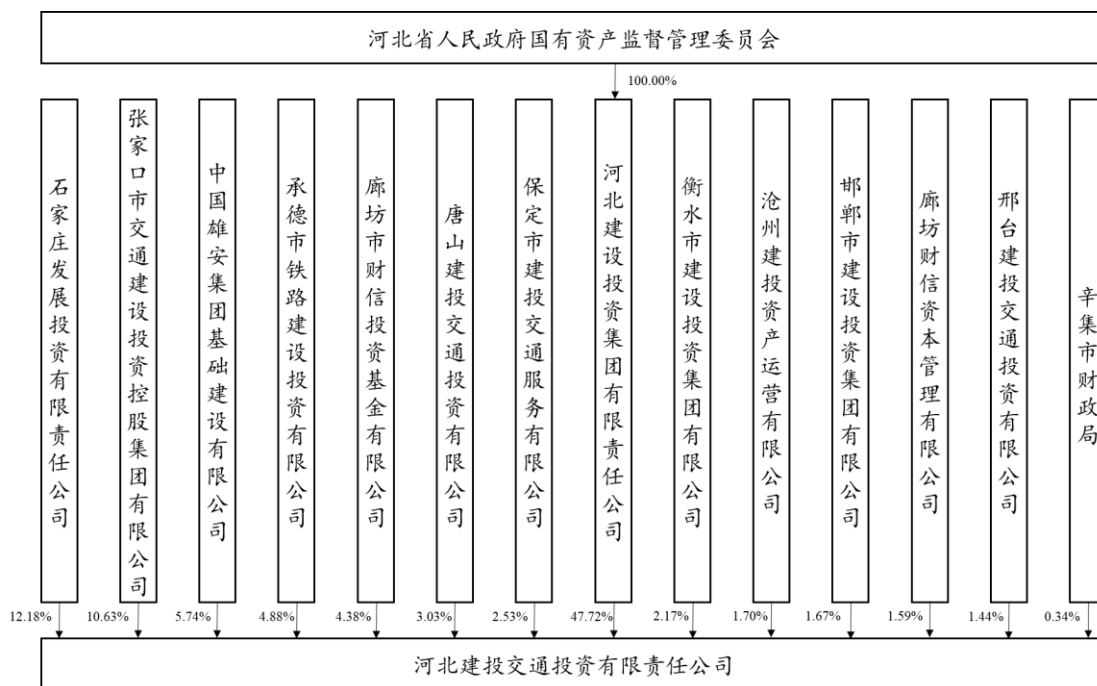 河北省人民政府国有资产监督管理委员会
100.00%
石家庄发展投资有限责任公司
张家口市交通建设投资控股集团有限公司
中国雄安集团基础建设有限公司
承德市铁路建设投资有限公司
廊坊市财信投资基金有限公司
唐山建投交通投资有限公司
保定市建投交通服务有限公司
河北建设投资集团有限责任公司
衡水市建设投资集团有限公司
沧州建投资产运营有限公司
邯郸市建设投资集团有限公司
廊坊财信资本管理有限公司
邢台建投交通投资有限公司
辛集市财政局
12.18%
10.63%
5.74%
4.88%
4.38%
3.03%
2.53%
47.72%
2.17%
1.70%
1.67%
1.59%
1.44%
0.34%
河北建投交通投资有限责任公司